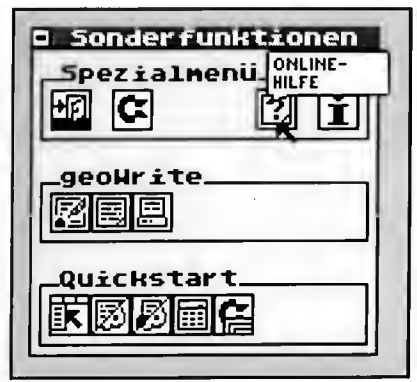 Sonderfunktionen
Spezialmenü
ONLINE-
HILFE
? i
geoWrite
Quickstart